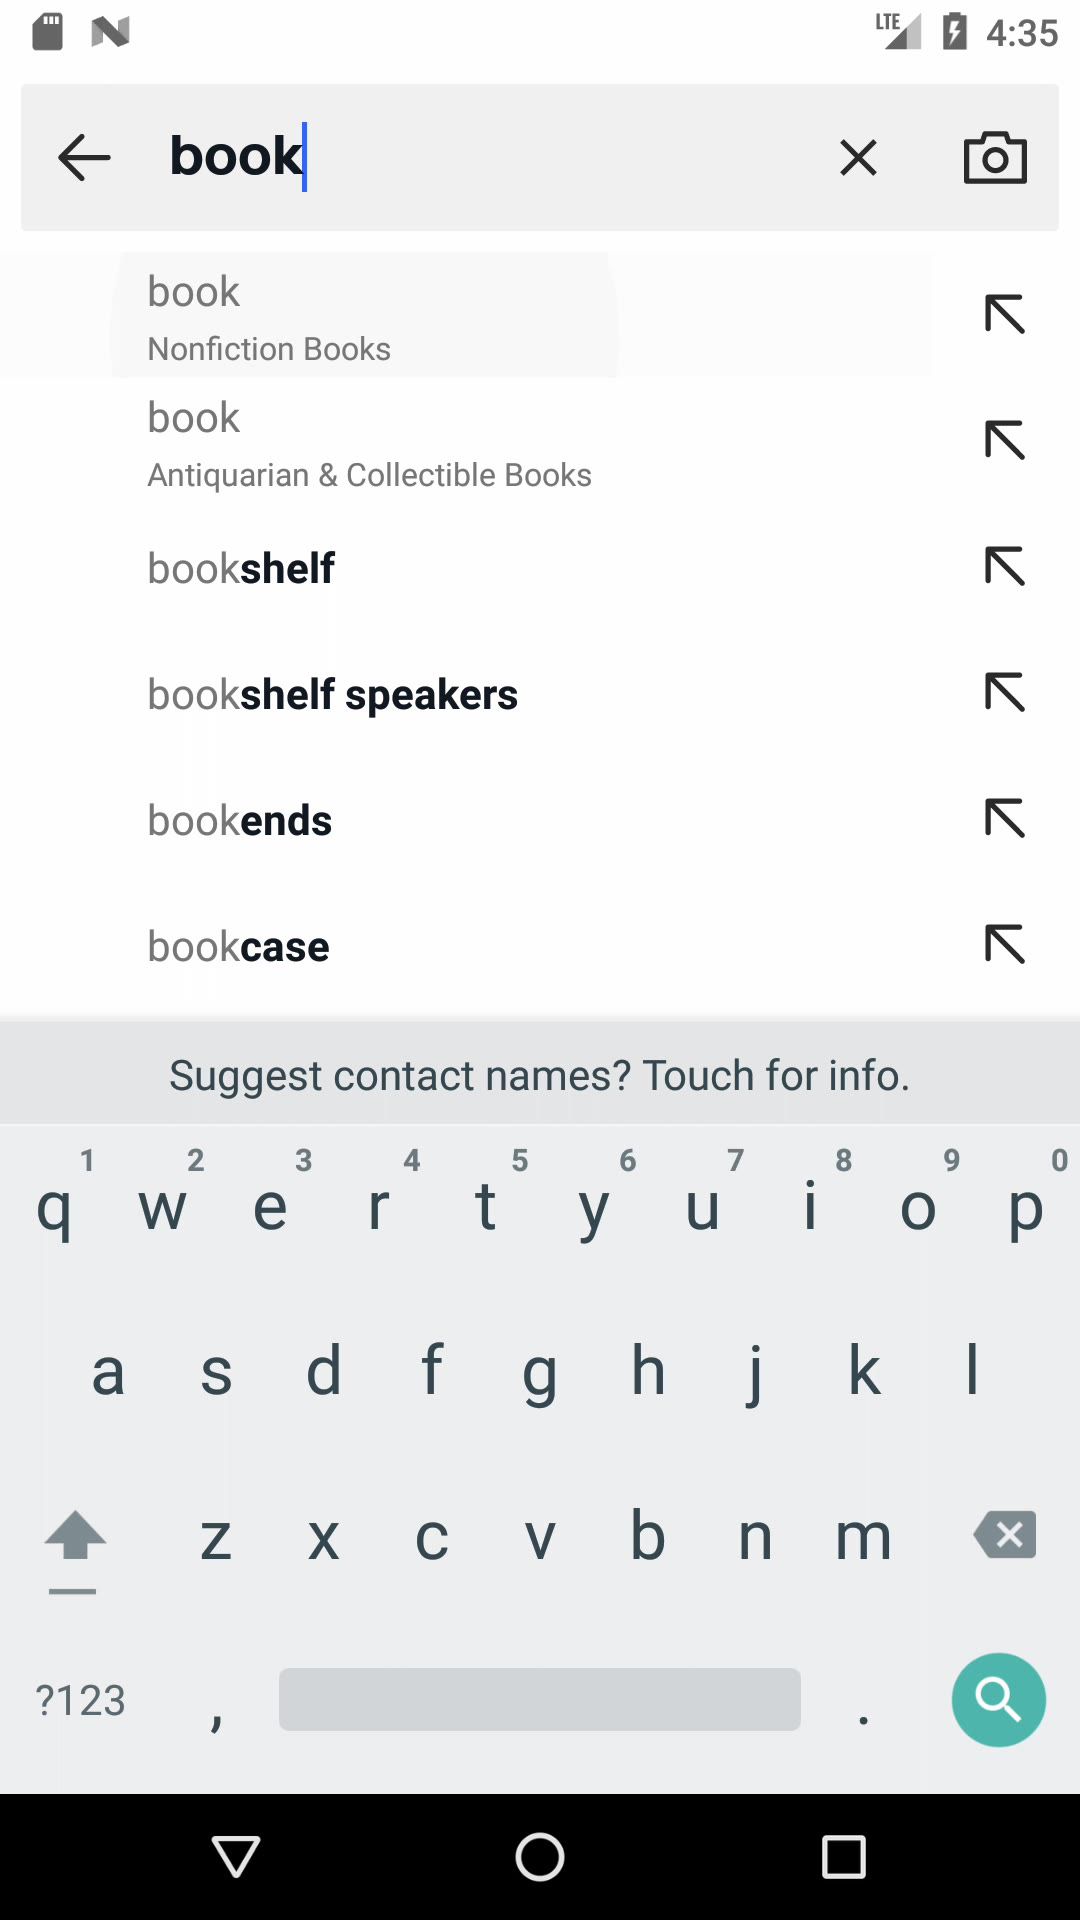 LTE 4:35
book
book
Nonfiction Books
book
Antiquarian & Collectible Books
bookshelf
bookshelf speakers
bookends
bookcase
Suggest contact names? Touch for info.
1 2 3 4 5 6 7 8 9 0
q w e r t y u i o p
a s d f g h j k l
z x c v b n m
?123 , .